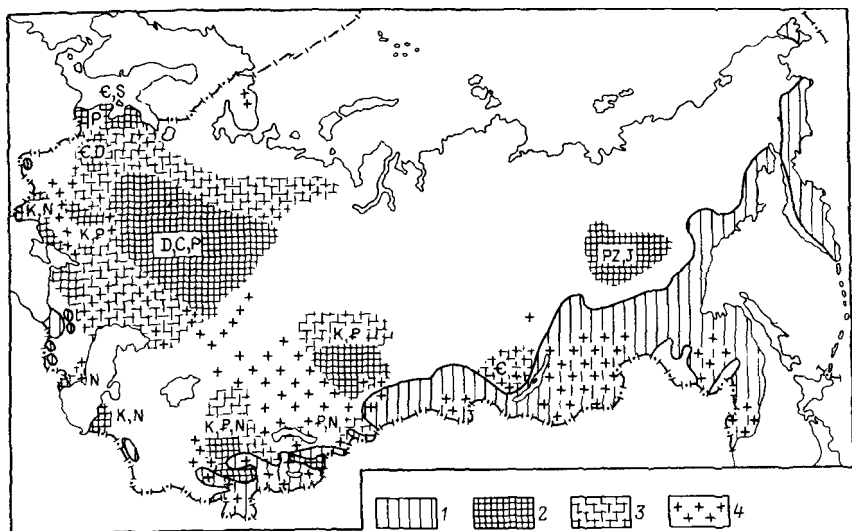 Є,S
P
Є,D
K,N
K,P
D,C,P
PZ,J
K,P
Є
N
K,N
K,P,N
P,N
1
2
3
4